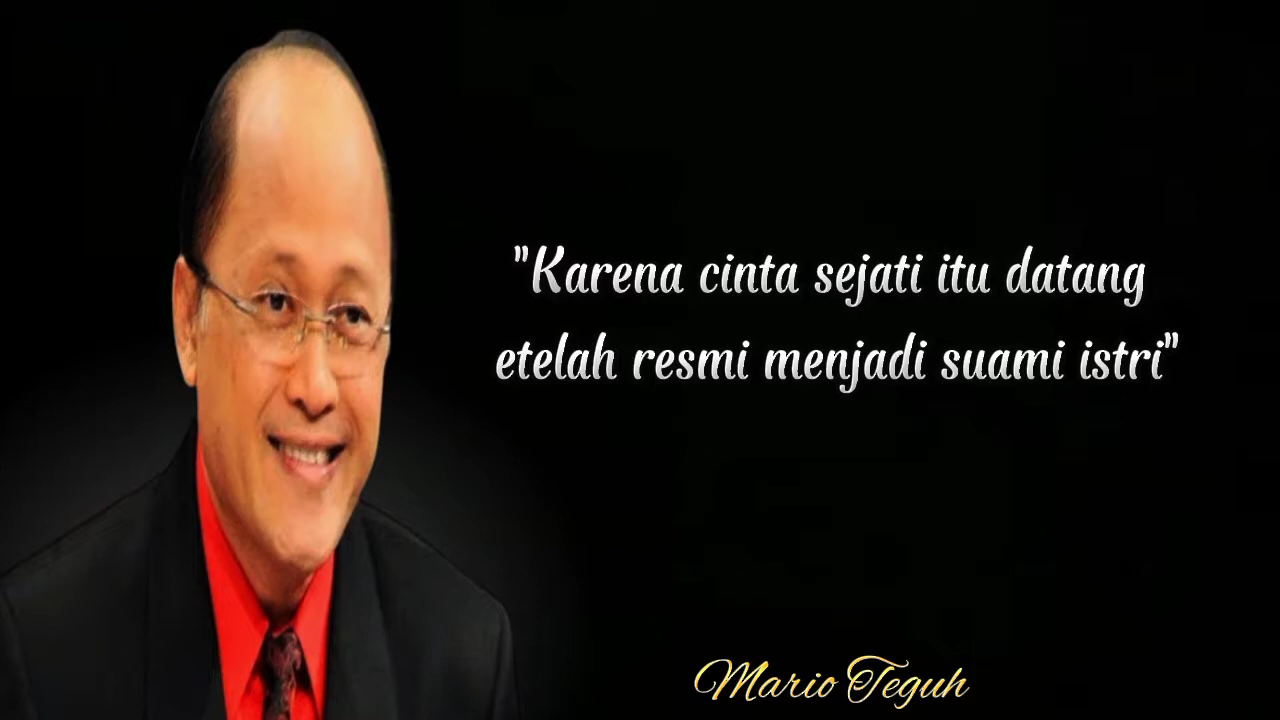 "Karena cinta sejati itu datang
etelah resmi menjadi suami istri"
Mario Teguh